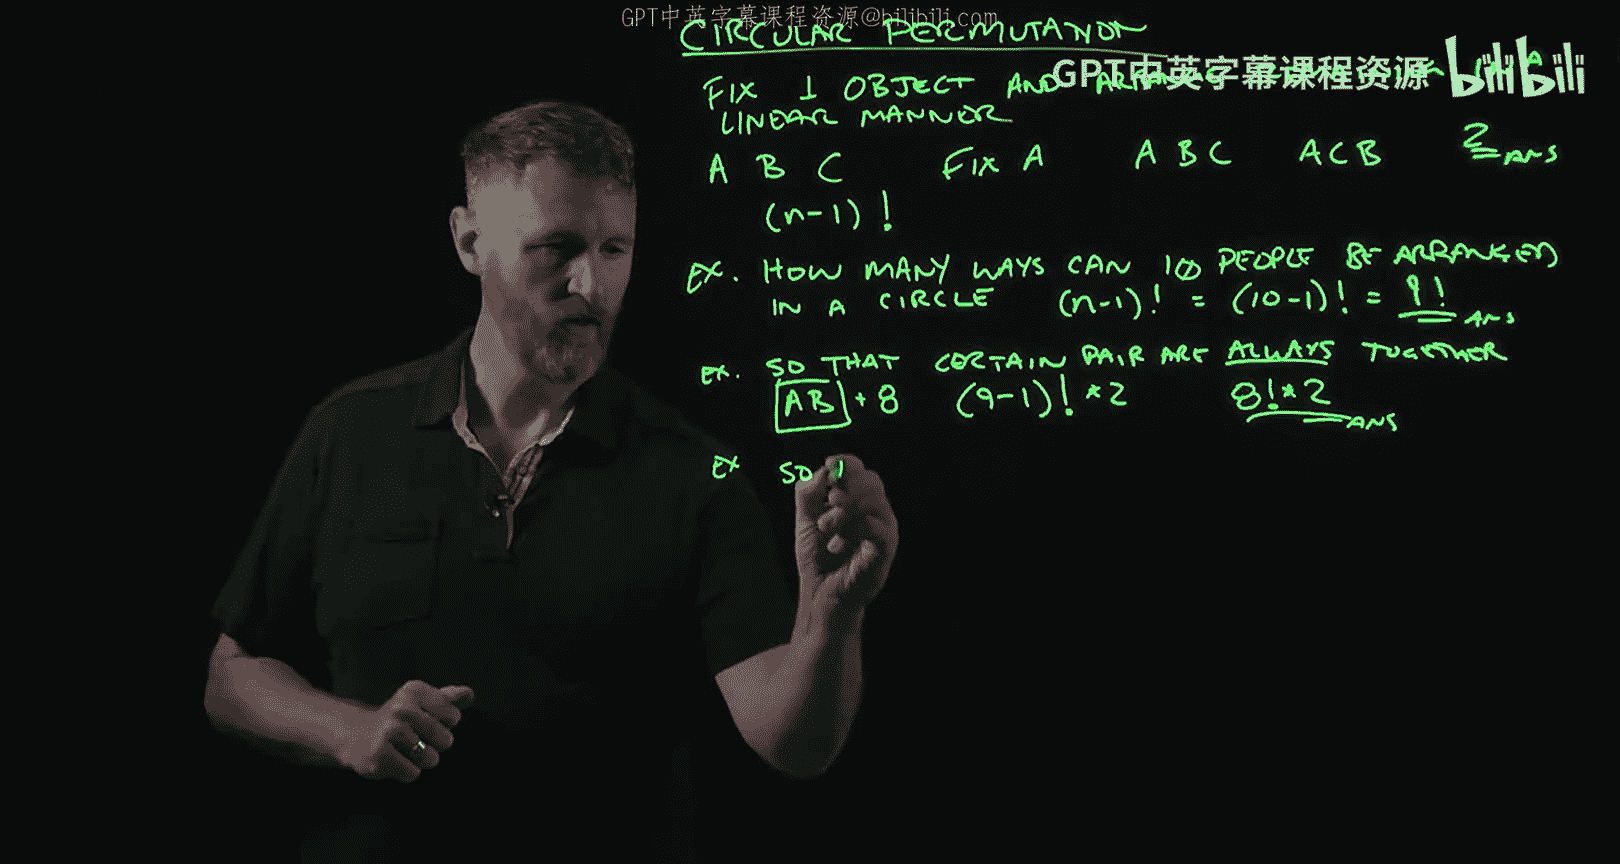 GPT中英字幕课程资源@bilibili.com
CIRCULAR PERMUTATION
GPT中英字幕课程资源 bilibili
FIX 1 OBJECT AND
LINEAR MANNER
A B C FIX A A B C ACB 2 ANS
(n-1)!
EX. HOW MANY WAYS CAN 10 PEOPLE BE ARRANGED
IN A CIRCLE (n-1)! = (10-1)! = 9! ANS
EX. SO THAT CERTAIN PAIR ARE ALWAYS TOGETHER
AB + 8 (9-1)! * 2 8! * 2 ANS
EX SO